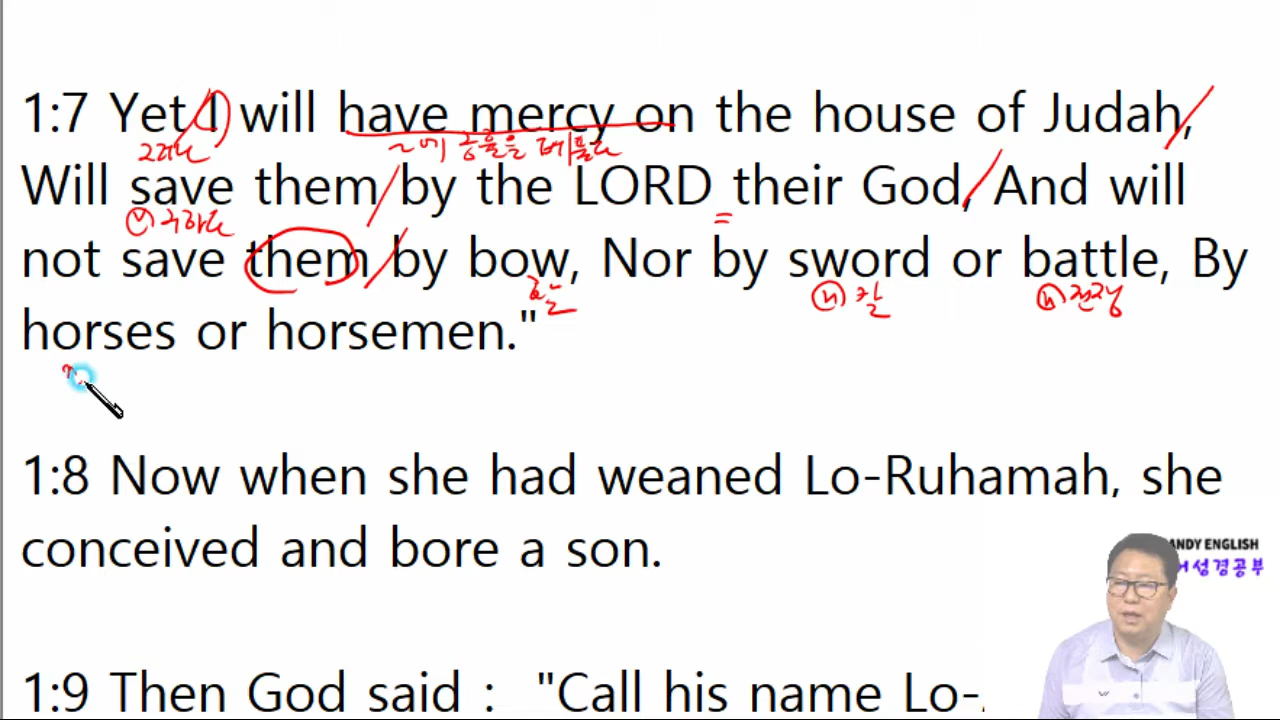 1:7 Yet I will have mercy on the house of Judah,
그러나
~에 긍휼을 베풀다
Will save them by the LORD their God, And will
ⓥ 구하다
not save them by bow, Nor by sword or battle, By
활
ⓝ 칼
ⓝ 전쟁
horses or horsemen."
1:8 Now when she had weaned Lo-Ruhamah, she
conceived and bore a son.
ANDY ENGLISH
어성경공부
1:9 Then God said : "Call his name Lo-